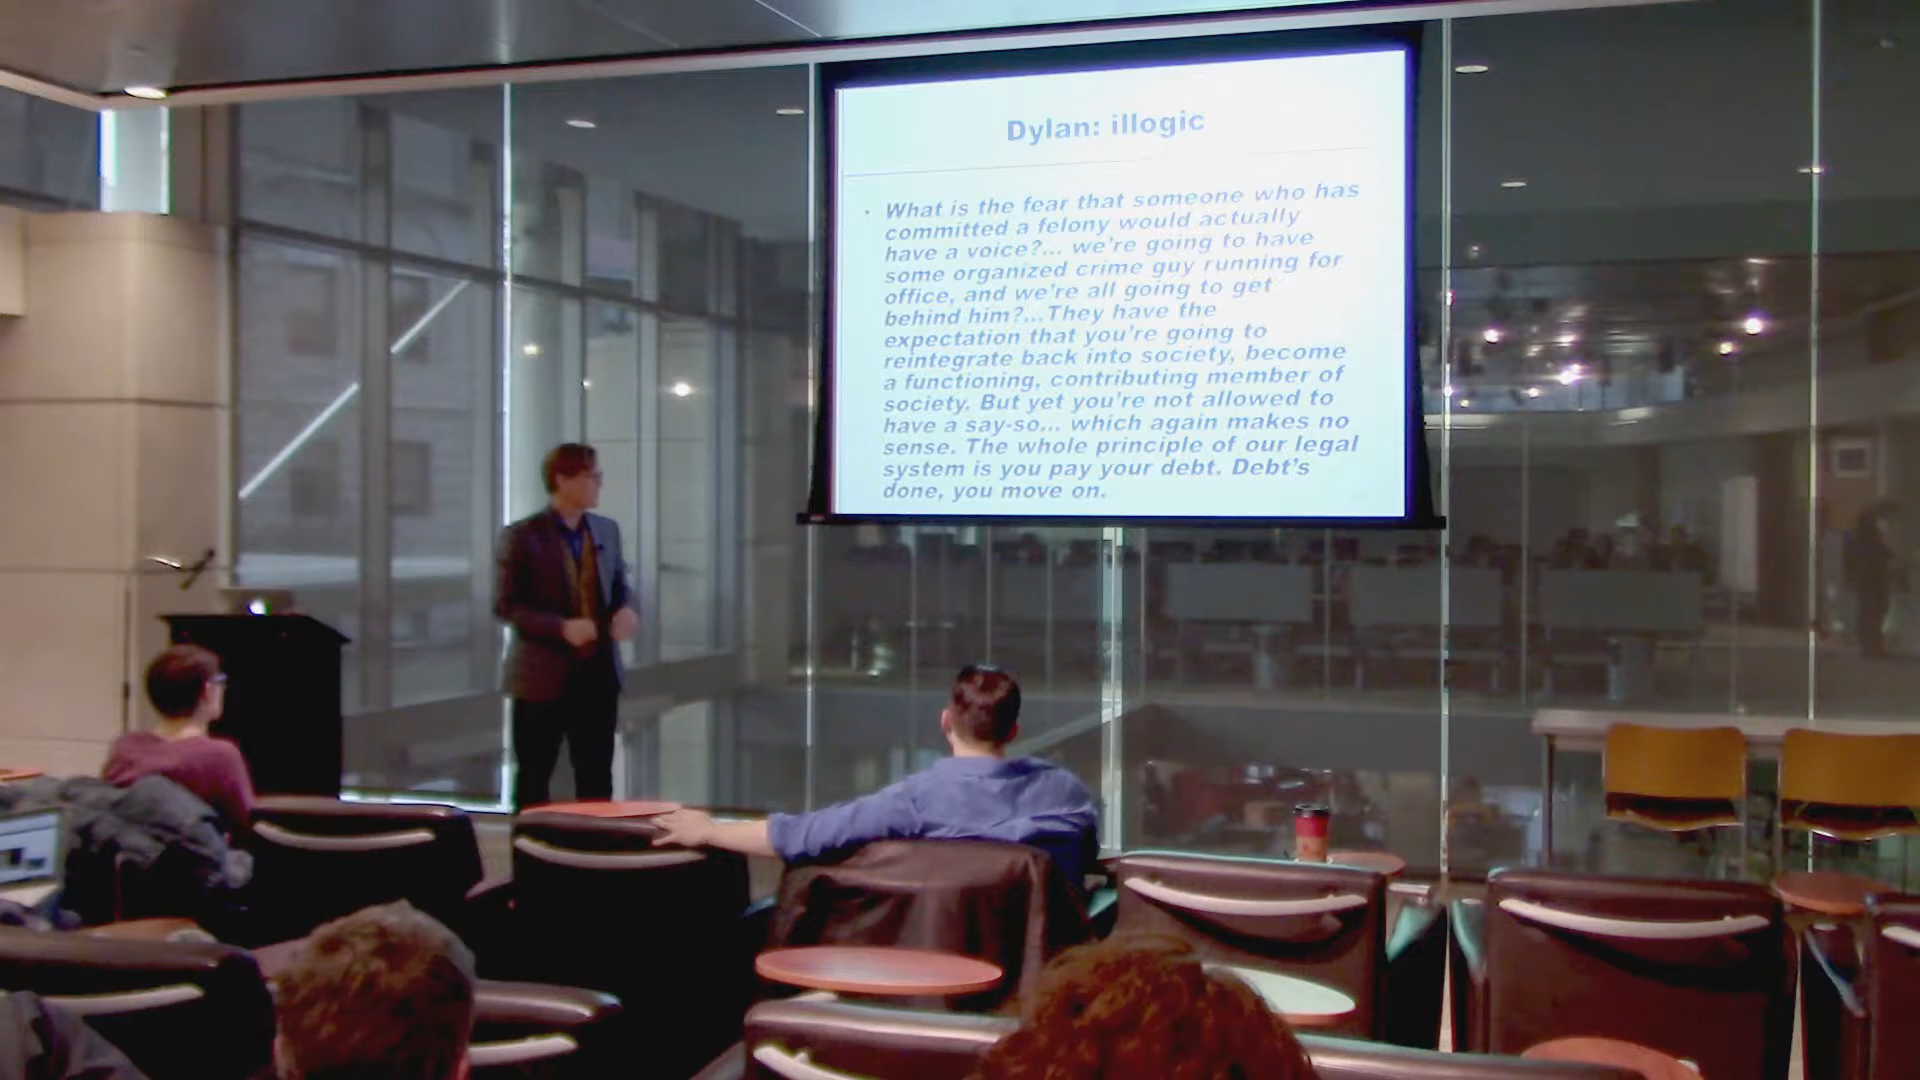 Dylan: illogic
• What is the fear that someone who has
committed a felony would actually
have a voice?... we're going to have
some organized crime guy running for
office, and we're all going to get
behind him?...They have the
expectation that you're going to
reintegrate back into society, become
a functioning, contributing member of
society. But yet you're not allowed to
have a say-so... which again makes no
sense. The whole principle of our legal
system is you pay your debt. Debt's
done, you move on.